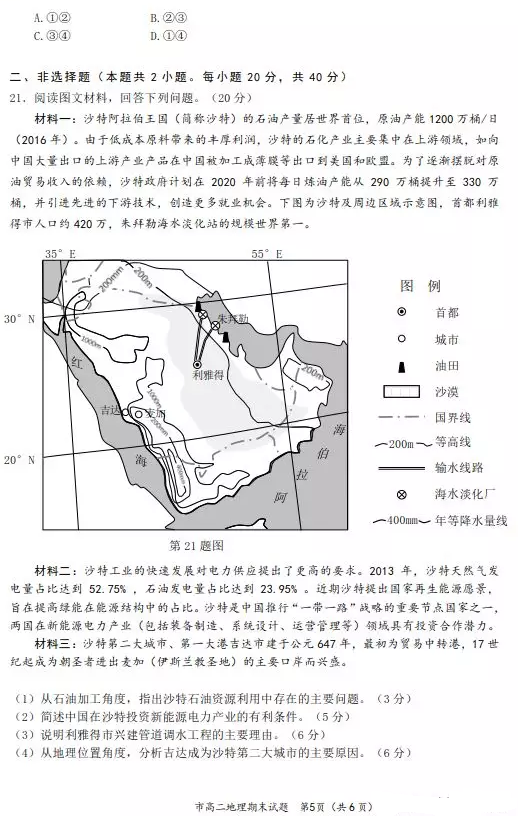 A.①②    B.②③
C.③④    D.①④
二、非选择题（本题共 2 小题。每小题 20 分，共 40 分）
21．阅读图文材料，回答下列问题。（20 分）
材料一：沙特阿拉伯王国（简称沙特）的石油产量居世界首位，原油产能 1200 万桶/日
（2016 年）。由于低成本原料带来的丰厚利润，沙特的石化产业主要集中在上游领域，如向
中国大量出口的上游产业产品在中国被加工成薄膜等出口到美国和欧盟。为了逐渐摆脱对原
油贸易收入的依赖，沙特政府计划在 2020 年前将每日炼油产能从 290 万桶提升至 330 万
桶，并引进先进的下游技术，创造更多就业机会。下图为沙特及周边区域示意图，首都利雅
得市人口约 420 万，朱拜勒海水淡化站的规模世界第一。
35° E
55° E
200mm
200m
30° N
朱拜勒
1000m
红
利雅得
200m
吉达
麦加
1000m
200mm
海
400mm
20° N
海
伯
拉
阿
图 例
首都
城市
油田
沙漠
国界线
200m 等高线
输水线路
海水淡化厂
400mm 年等降水量线
第 21 题图
材料二：沙特工业的快速发展对电力供应提出了更高的要求。2013 年，沙特天然气发
电量占比达到 52.75% ，石油发电量占比达到 23.95% 。近期沙特提出国家再生能源愿景，
旨在提高绿能在能源结构中的占比。沙特是中国推行“一带一路”战略的重要节点国家之一，
两国在新能源电力产业（包括装备制造、系统设计、运营管理等）领域具有投资合作潜力。
材料三：沙特第二大城市、第一大港吉达市建于公元 647 年，最初为贸易中转港，17 世
纪起成为朝圣者进出麦加（伊斯兰教圣地）的主要口岸而兴盛。
（1）从石油加工角度，指出沙特石油资源利用中存在的主要问题。（3 分）
（2）简述中国在沙特投资新能源电力产业的有利条件。（5 分）
（3）说明利雅得市兴建管道调水工程的主要理由。（6 分）
（4）从地理位置角度，分析吉达成为沙特第二大城市的主要原因。（6 分）
市高二地理期末试题 第5页（共 6 页）